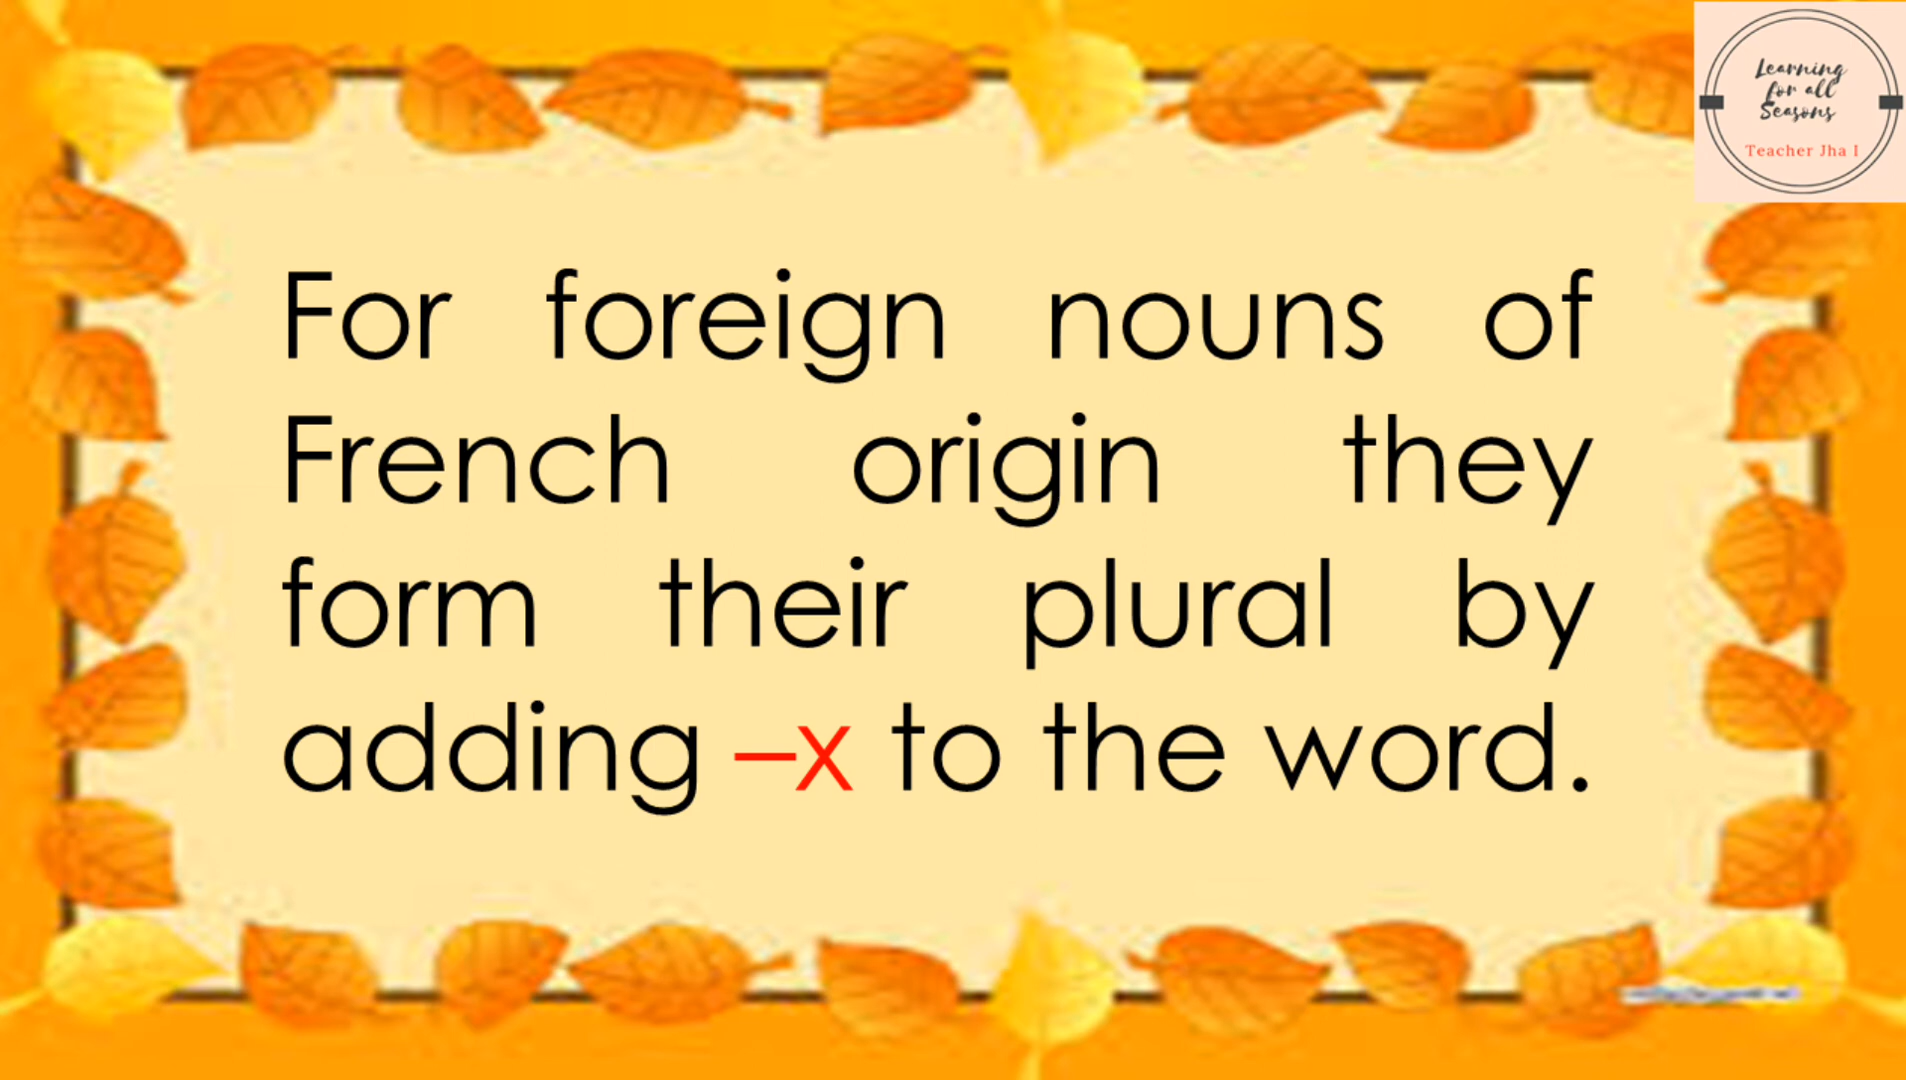 Learning
for all
Seasons
Teacher Jha I
For foreign nouns of
French origin they
form their plural by
adding –x to the word.